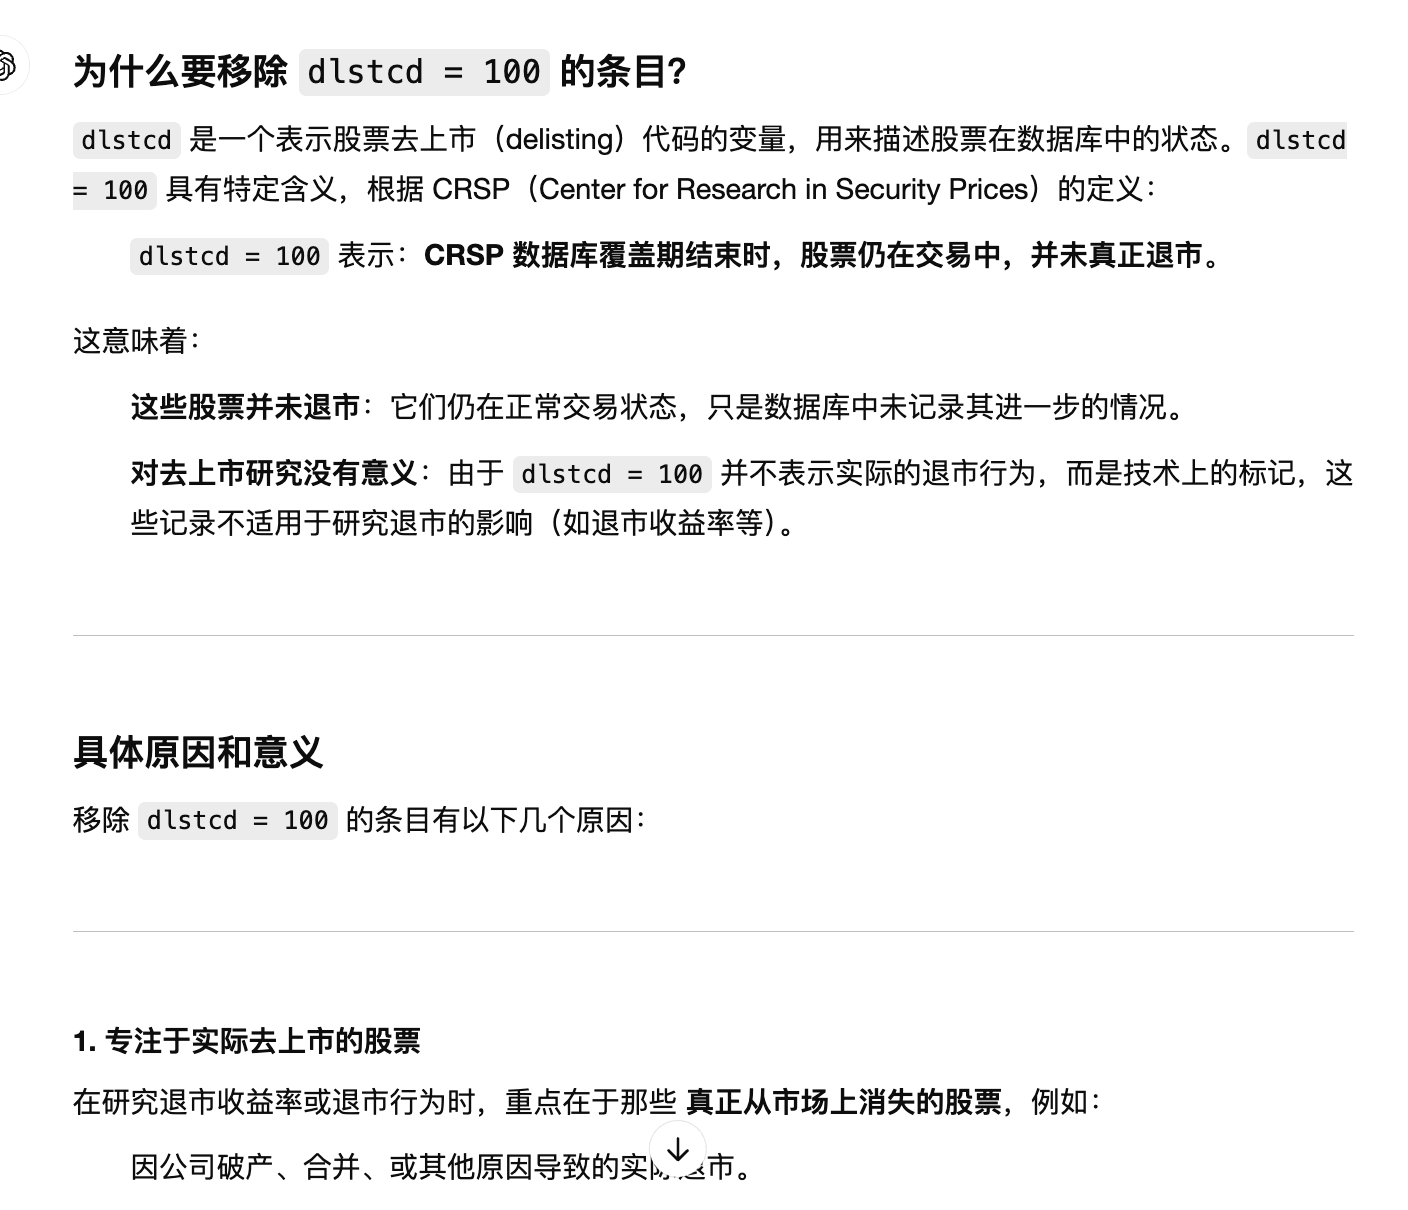 为什么要移除 dlstcd = 100 的条目?
dlstcd 是一个表示股票去上市（delisting）代码的变量，用来描述股票在数据库中的状态。dlstcd
= 100 具有特定含义，根据 CRSP（Center for Research in Security Prices）的定义：
dlstcd = 100 表示：CRSP 数据库覆盖期结束时，股票仍在交易中，并未真正退市。
这意味着：
这些股票并未退市：它们仍在正常交易状态，只是数据库中未记录其进一步的情况。
对去上市研究没有意义：由于 dlstcd = 100 并不表示实际的退市行为，而是技术上的标记，这
些记录不适用于研究退市的影响（如退市收益率等）。
具体原因和意义
移除 dlstcd = 100 的条目有以下几个原因：
1. 专注于实际去上市的股票
在研究退市收益率或退市行为时，重点在于那些 真正从市场上消失的股票，例如：
因公司破产、合并、或其他原因导致的实际退市。